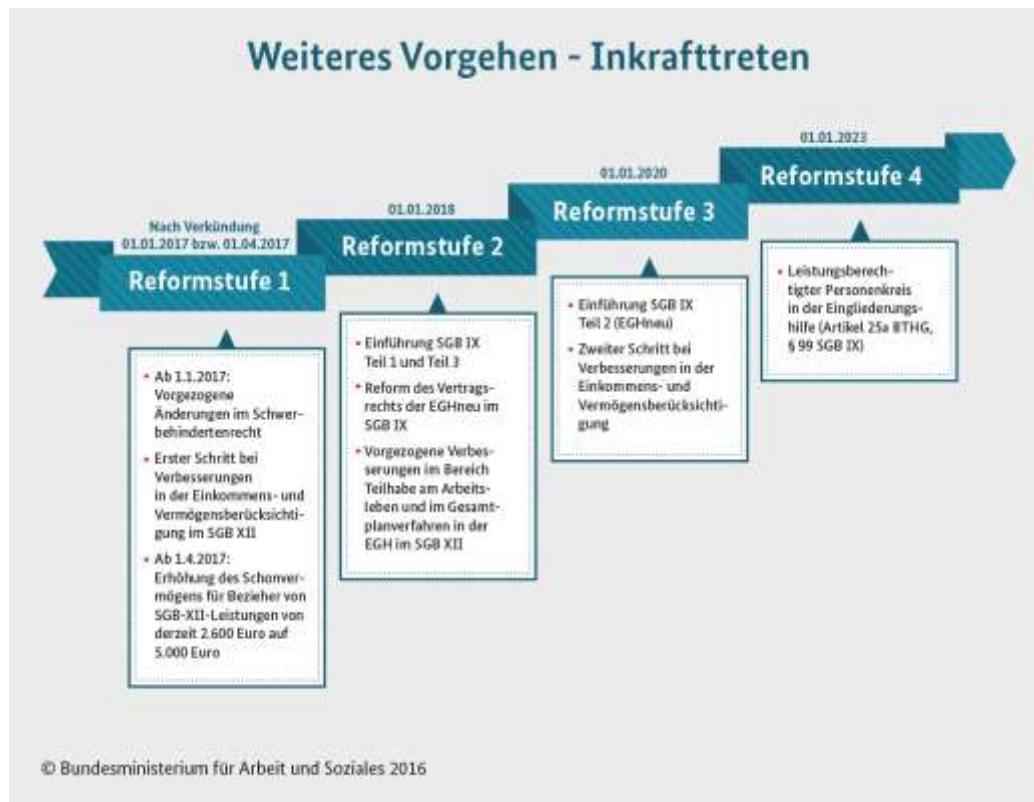 Weiteres Vorgehen - Inkrafttreten
Nach Verkündung
01.01.2017 bzw. 01.04.2017
Reformstufe 1
• Ab 1.1.2017:
Vorgezogene
Änderungen im Schwer-
behindertenrecht
• Erster Schritt bei
Verbesserungen
in der Einkommens- und
Vermögensberücksichti-
gung im SGB XII
• Ab 1.4.2017:
Erhöhung des Schonver-
mögens für Bezieher von
SGB-XII-Leistungen von
derzeit 2.600 Euro auf
5.000 Euro
01.01.2018
Reformstufe 2
• Einführung SGB IX
Teil 1 und Teil 3
• Reform des Vertrags-
rechts der EGHneu im
SGB IX
• Vorgezogene Verbes-
serungen im Bereich
Teilhabe am Arbeits-
leben und im Gesamt-
planverfahren in der
EGH im SGB XII
01.01.2020
Reformstufe 3
• Einführung SGB IX
Teil 2 (EGHneu)
• Zweiter Schritt bei
Verbesserungen in der
Einkommens- und
Vermögensberücksichti-
gung
01.01.2023
Reformstufe 4
• Leistungsberech-
tigter Personenkreis
in der Eingliederungs-
hilfe (Artikel 25a BTHG,
§ 99 SGB IX)
© Bundesministerium für Arbeit und Soziales 2016